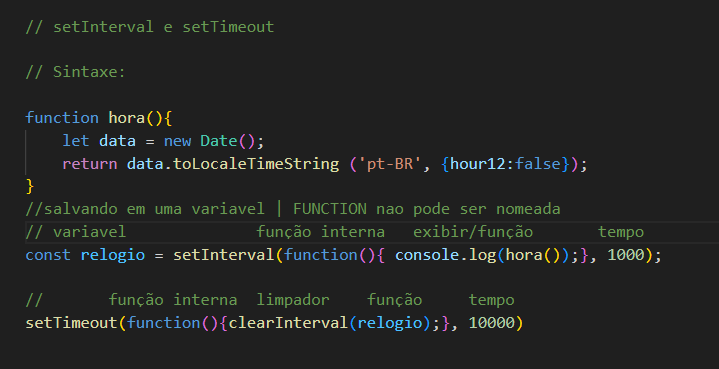 // setInterval e setTimeout
// Sintaxe:
function hora(){
let data = new Date();
return data.toLocaleTimeString ('pt-BR', {hour12:false});
}
//salvando em uma variavel | FUNCTION nao pode ser nomeada
// variavel função interna exibir/função tempo
const relogio = setInterval(function(){ console.log(hora());}, 1000);
// função interna limpador função tempo
setTimeout(function(){clearInterval(relogio);}, 10000)